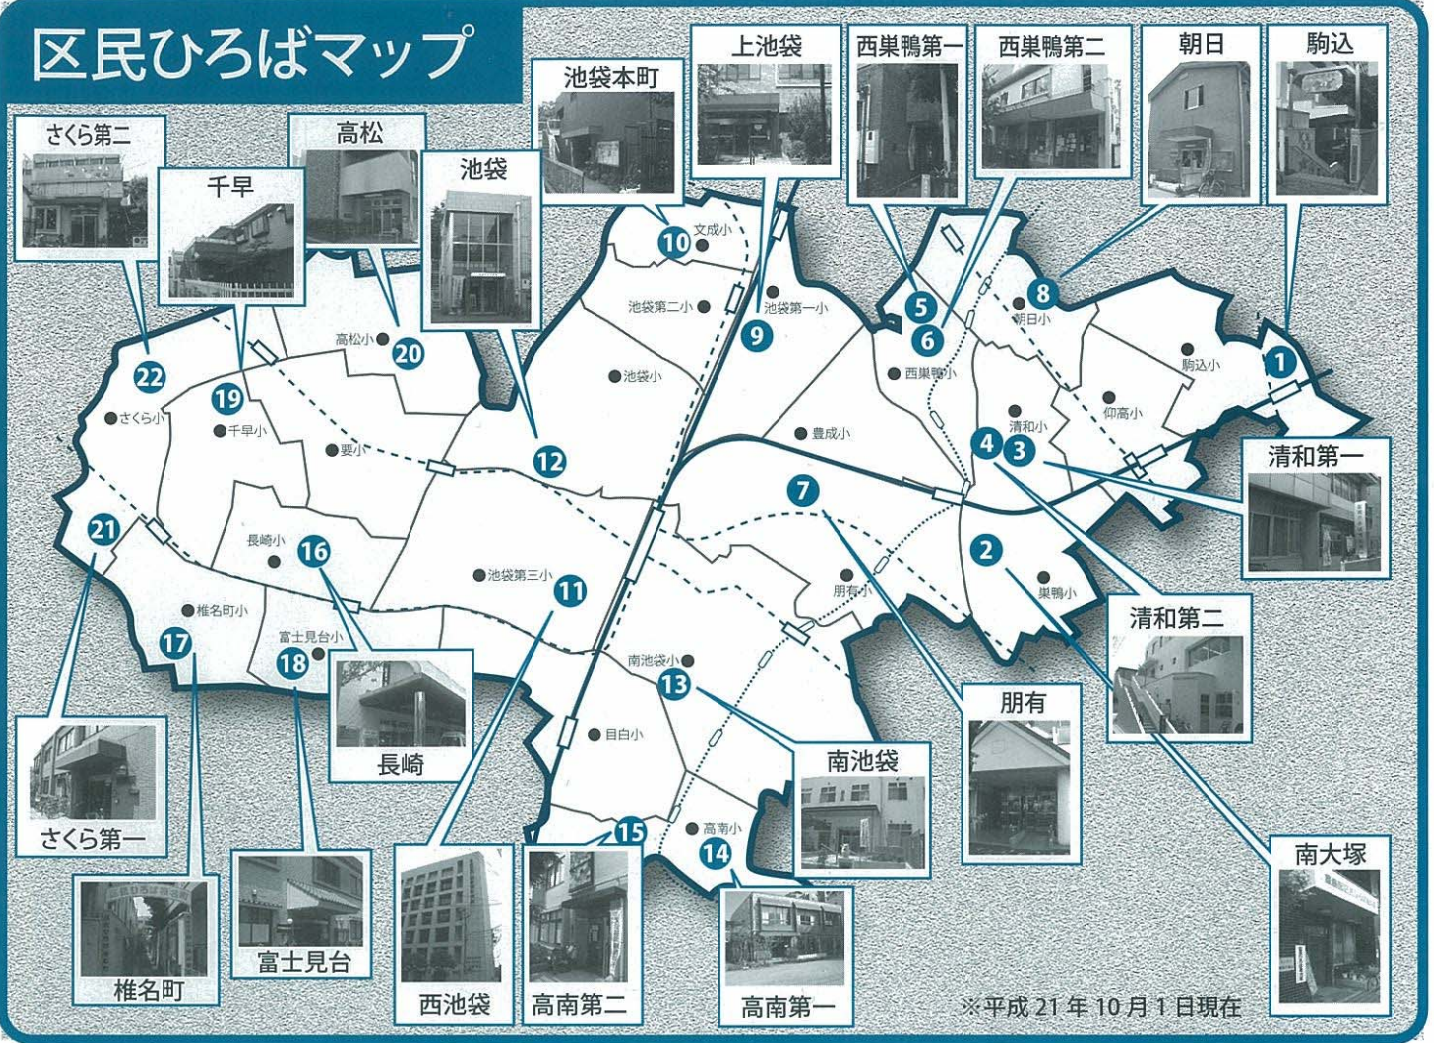 区民ひろばマップ
さくら第二
千早
高松
池袋
池袋本町
上池袋
西巣鴨第一
西巣鴨第二
朝日
駒込
10
文成小
池袋第二小
池袋第一小
9
5
6
8
朝日小
1
駒込小
高松小
20
22
19
さくら小
千早小
要小
池袋小
12
豊成小
西巣鴨小
清和小
仰高小
4
3
清和第一
7
21
長崎小
16
池袋第三小
11
2
朋有小
巣鴨小
椎名町小
17
富士見台小
18
南池袋小
13
清和第二
朋有
長崎
目白小
南池袋
さくら第一
15
高南小
14
南大塚
椎名町
富士見台
西池袋
高南第二
高南第一
※平成21年10月1日現在